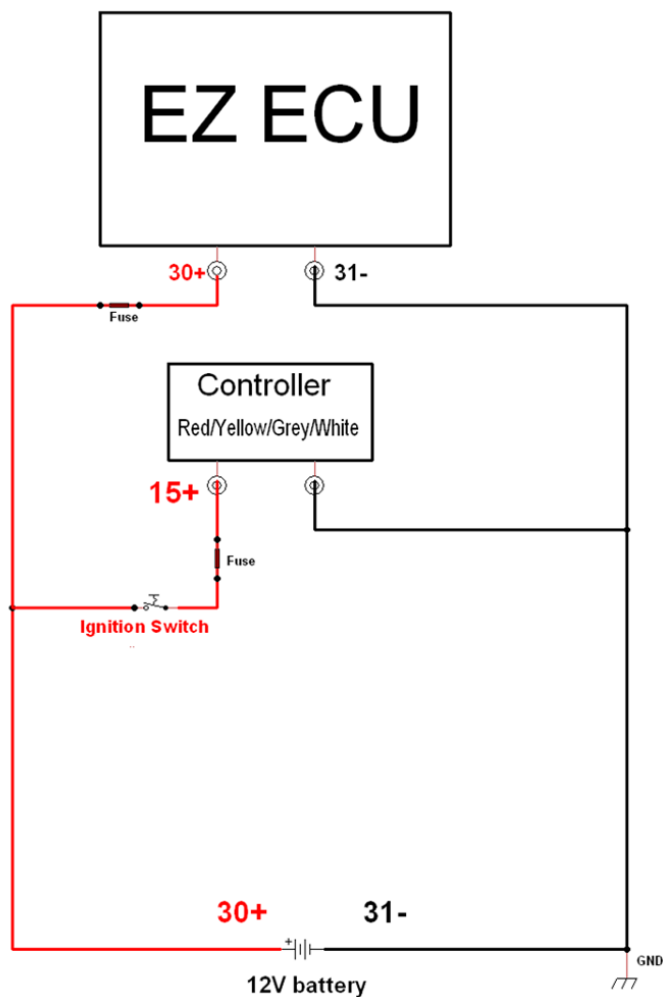 EZ ECU
30+
31-
Fuse
Controller
Red/Yellow/Grey/White
15+
Fuse
Ignition Switch
30+
31-
+
12V battery
GND